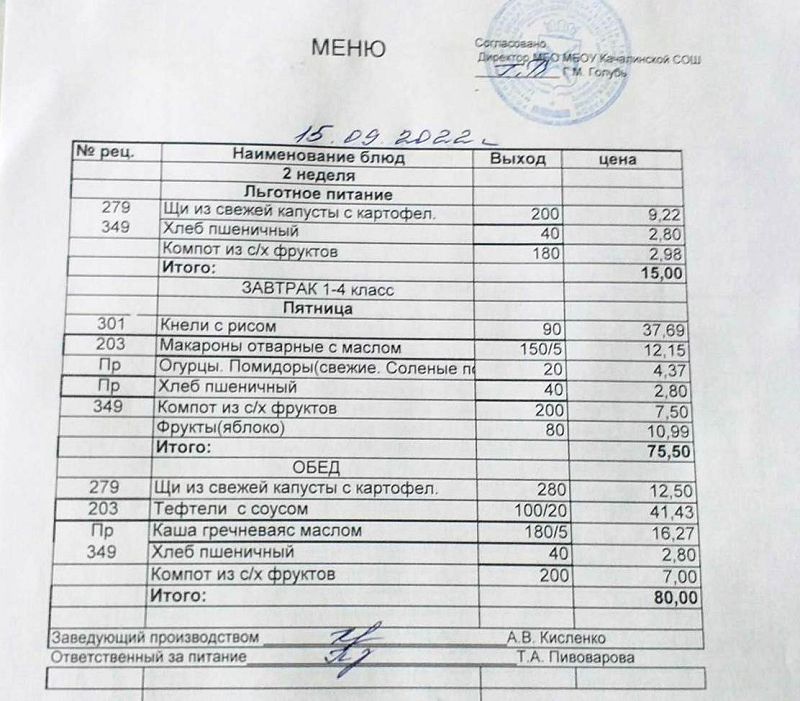 МЕНЮ
Согласовано
Директор МБО МБОУ Качалинской СОШ
Г.М. Голубь
15.09.2022г
№ рец. Наименование блюд Выход цена
2 неделя
Льготное питание
279 Щи из свежей капусты с картофел. 200 9,22
349 Хлеб пшеничный 40 2,80
Компот из с/х фруктов 180 2,98
Итого: 15,00
ЗАВТРАК 1-4 класс
Пятница
301 Кнели с рисом 90 37,69
203 Макароны отварные с маслом 150/5 12,15
Пр Огурцы. Помидоры(свежие. Соленые по 20 4,37
Пр Хлеб пшеничный 40 2,80
349 Компот из с/х фруктов 200 7,50
Фрукты(яблоко) 80 10,99
Итого: 75,50
ОБЕД
279 Щи из свежей капусты с картофел. 280 12,50
203 Тефтели с соусом 100/20 41,43
Пр Каша гречневаяс маслом 180/5 16,27
349 Хлеб пшеничный 40 2,80
Компот из с/х фруктов 200 7,00
Итого: 80,00
Заведующий производством А.В. Кисленко
Ответственный за питание Т.А. Пивоварова